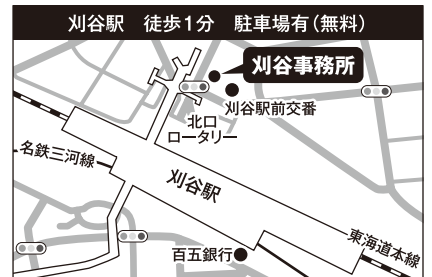 刈谷駅　徒歩1分　駐車場有（無料）
刈谷事務所
刈谷駅前交番
北口
ロータリー
名鉄三河線
刈谷駅
東海道本線
百五銀行